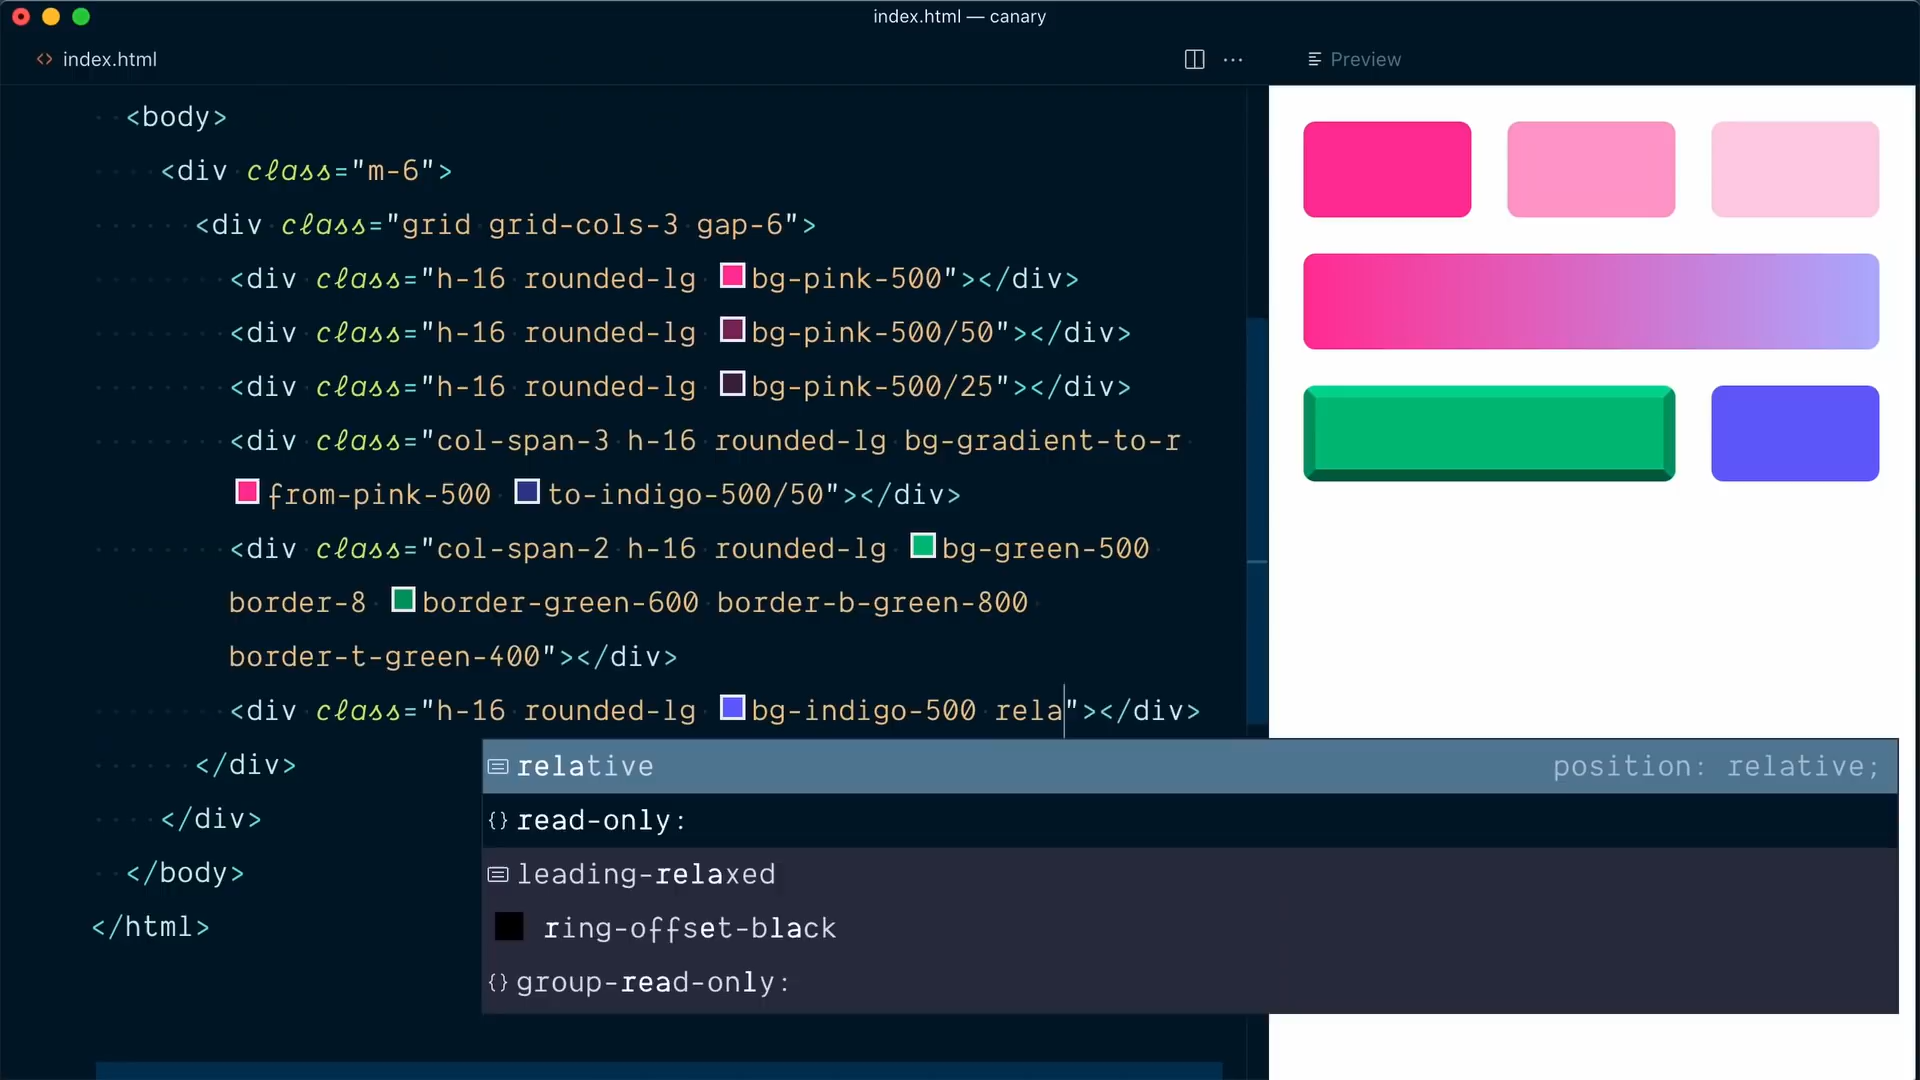 index.html — canary
<> index.html
Preview
<body>
<div class="m-6">
<div class="grid grid-cols-3 gap-6">
<div class="h-16 rounded-lg bg-pink-500"></div>
<div class="h-16 rounded-lg bg-pink-500/50"></div>
<div class="h-16 rounded-lg bg-pink-500/25"></div>
<div class="col-span-3 h-16 rounded-lg bg-gradient-to-r
from-pink-500 to-indigo-500/50"></div>
<div class="col-span-2 h-16 rounded-lg bg-green-500
border-8 border-green-600 border-b-green-800
border-t-green-400"></div>
<div class="h-16 rounded-lg bg-indigo-500 rela"></div>
</div>
</div>
</body>
</html>
relative position: relative;
{} read-only:
leading-relaxed
ring-offset-black
{} group-read-only: